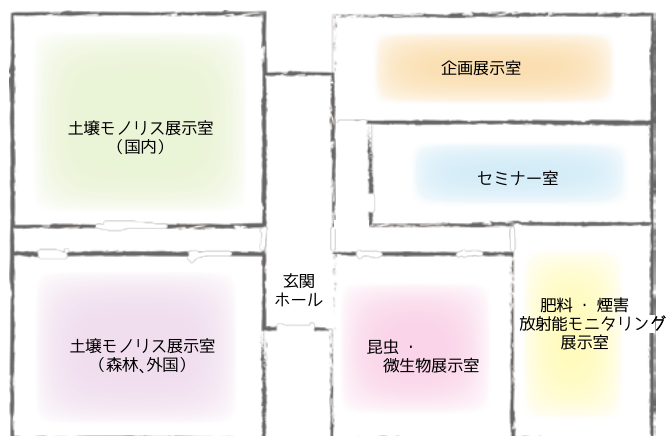 企画展示室
土壌モノリス展示室
（国内）
セミナー室
玄関
ホール
肥料 ・ 煙害
放射能モニタリング
展示室
土壌モノリス展示室
（森林、外国）
昆虫 ・
微生物展示室